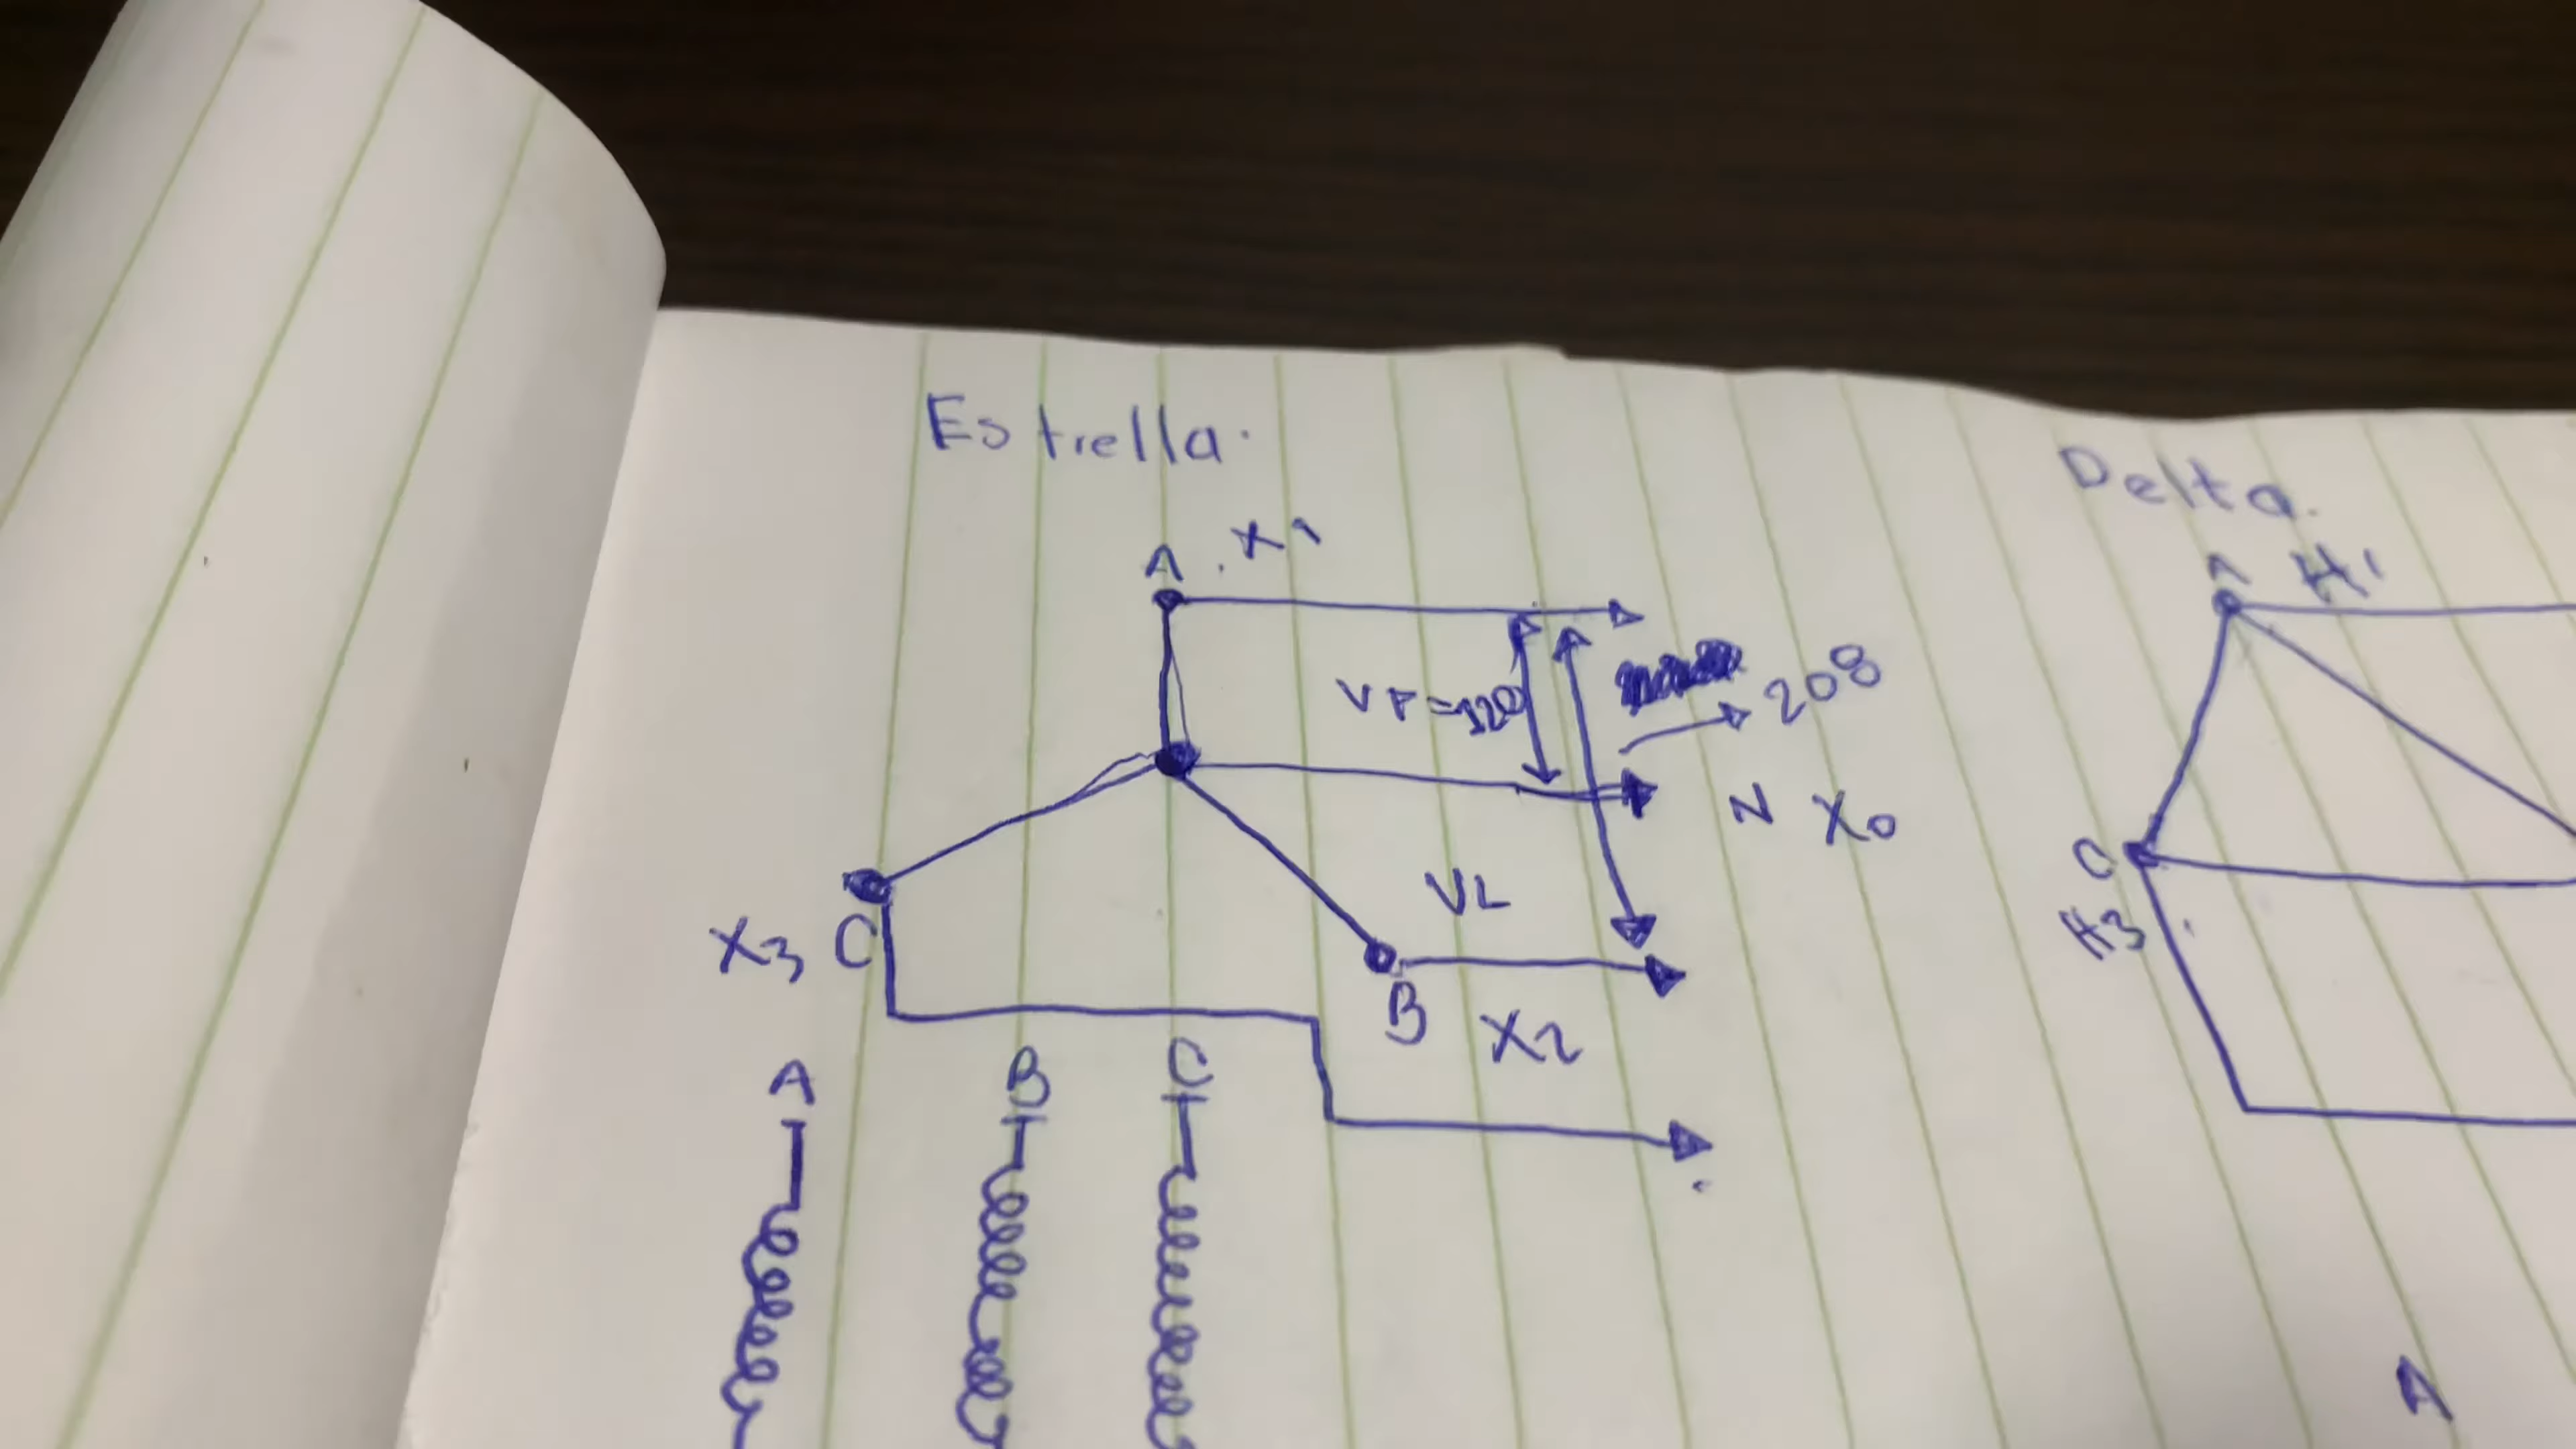 Estrella.
A . X1
VF=120
208
N X0
VL
X3 C
B X2
A B C
Delta.
A H1
C
H3
A